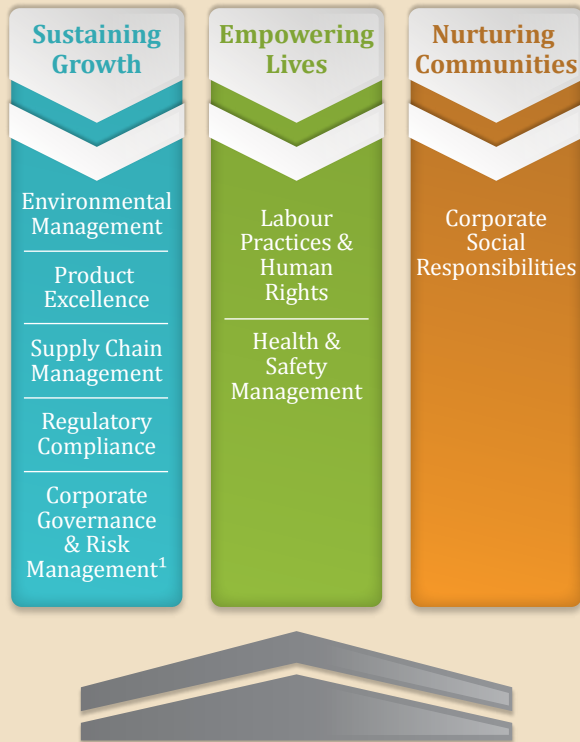 Sustaining
Growth
Environmental
Management
Product
Excellence
Supply Chain
Management
Regulatory
Compliance
Corporate
Governance
& Risk
Management¹
Empowering
Lives
Labour
Practices &
Human
Rights
Health &
Safety
Management
Nurturing
Communities
Corporate
Social
Responsibilities